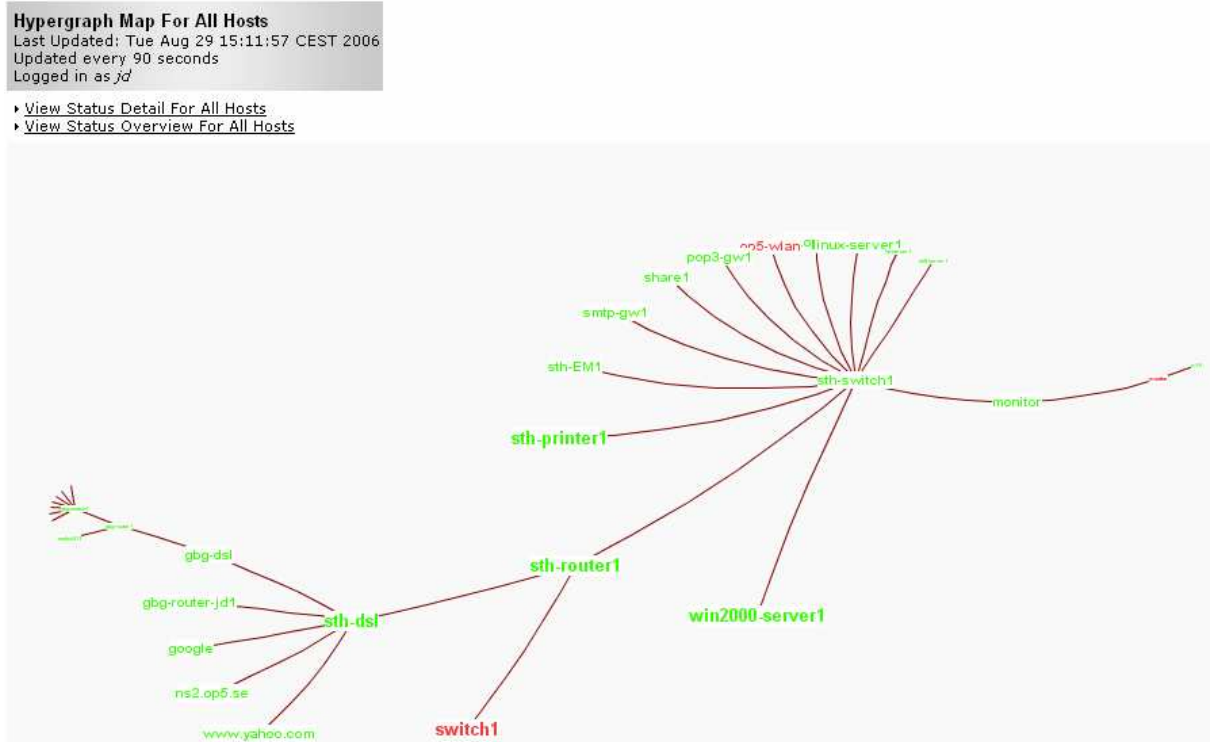 Hypergraph Map For All Hosts
Last Updated: Tue Aug 29 15:11:57 CEST 2006
Updated every 90 seconds
Logged in as jd
View Status Detail For All Hosts
View Status Overview For All Hosts
op5-wlan
linux-server1
pop3-gw1
share1
smtp-gw1
sth-EM1
sth-switch1
monitor
sth-printer1
gbg-dsl
sth-router1
gbg-router-jd1
sth-dsl
win2000-server1
google
ns2.op5.se
switch1
www.yahoo.com